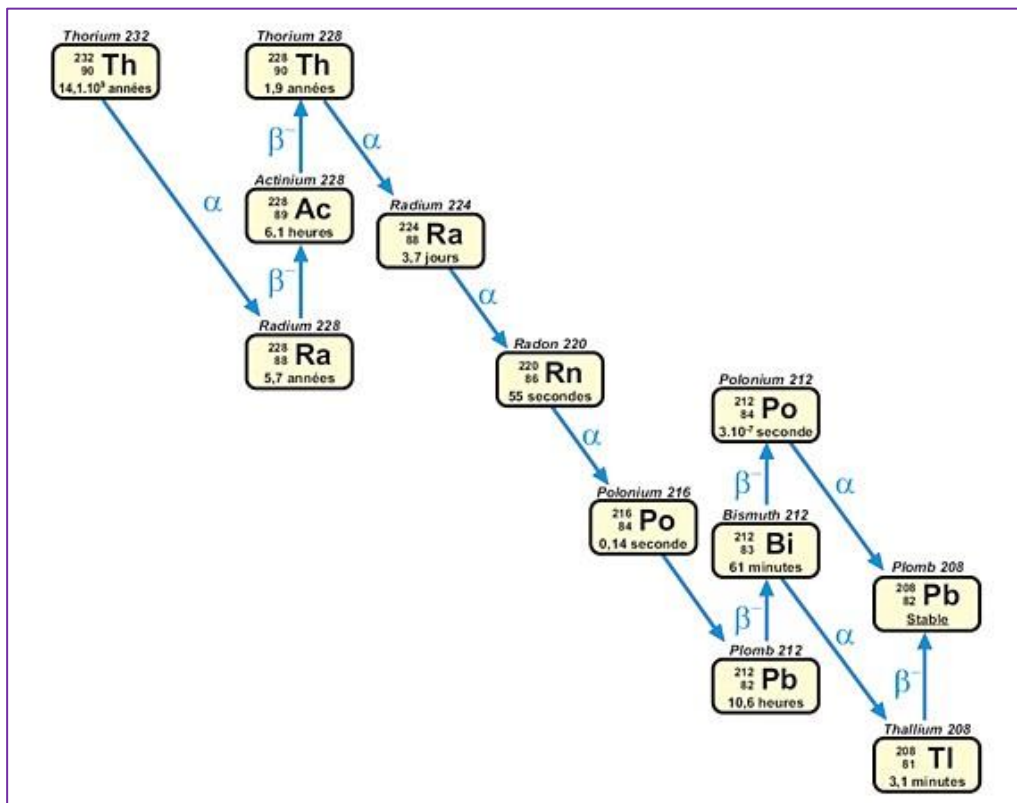 Thorium 232
232
90 Th
14,1.10⁹ années
Thorium 228
228
90 Th
1,9 années
α
β⁻
α
Actinium 228
228
89 Ac
6.1 heures
β⁻
Radium 228
228
88 Ra
5,7 années
Radium 224
224
88 Ra
3,7 jours
α
Radon 220
220
86 Rn
55 secondes
α
Polonium 216
216
84 Po
0,14 seconde
Polonium 212
212
84 Po
3.10⁻⁷ seconde
β⁻
α
Bismuth 212
212
83 Bi
61 minutes
β⁻
α
Plomb 212
212
82 Pb
10,6 heures
Plomb 208
208
82 Pb
Stable
β⁻
Thallium 208
208
81 Tl
3,1 minutes